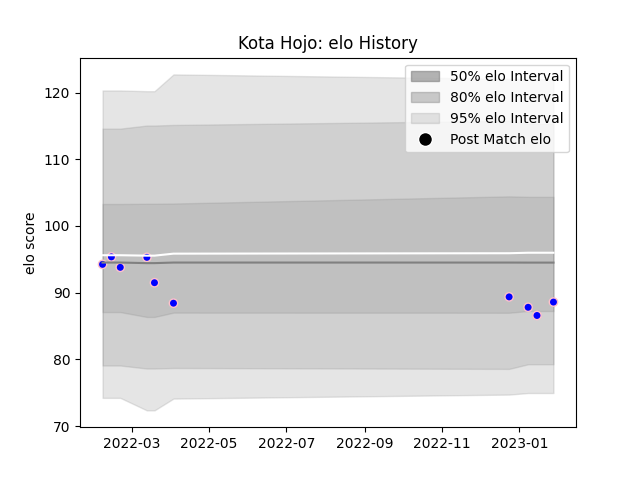 Kota Hojo: elo History
50% elo Interval
80% elo Interval
95% elo Interval
Post Match elo
elo score
120
110
100
90
80
70
2022-03 2022-05 2022-07 2022-09 2022-11 2023-01